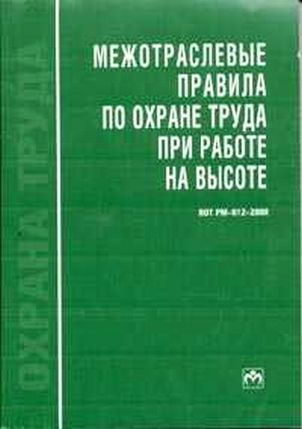 МЕЖОТРАСЛЕВЫЕ
ПРАВИЛА
ПО ОХРАНЕ ТРУДА
ПРИ РАБОТЕ
НА ВЫСОТЕ
ПОТ РМ-012-2000
ОХРАНА ТРУДА